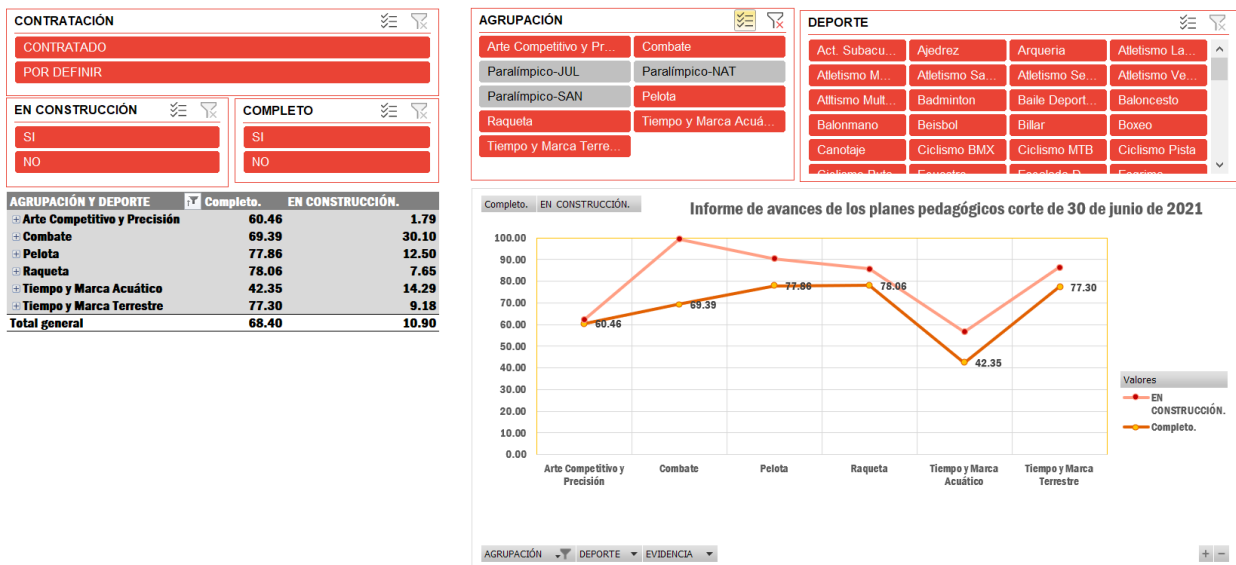 CONTRATACIÓN
CONTRATADO
POR DEFINIR
EN CONSTRUCCIÓN
SI
NO
COMPLETO
SI
NO
AGRUPACIÓN
Arte Competitivo y Pr... Combate
Paralímpico-JUL Paralímpico-NAT
Paralímpico-SAN Pelota
Raqueta Tiempo y Marca Acuá...
Tiempo y Marca Terre...
DEPORTE
Act. Subacu... Ajedrez Arqueria Atletismo La...
Atletismo M... Atletismo Sa... Atletismo Se... Atletismo Ve...
Atltismo Mult... Badminton Baile Deport... Baloncesto
Balonmano Beisbol Billar Boxeo
Canotaje Ciclismo BMX Ciclismo MTB Ciclismo Pista
Ciclismo Ruta Ecuestre Escalada D... Esgrima
AGRUPACIÓN Y DEPORTE Completo. EN CONSTRUCCIÓN.
Arte Competitivo y Precisión 60.46 1.79
Combate 69.39 30.10
Pelota 77.86 12.50
Raqueta 78.06 7.65
Tiempo y Marca Acuático 42.35 14.29
Tiempo y Marca Terrestre 77.30 9.18
Total general 68.40 10.90
Completo. EN CONSTRUCCIÓN.
Informe de avances de los planes pedagógicos corte de 30 de junio de 2021
100.00
90.00
80.00
70.00
60.00
50.00
40.00
30.00
20.00
10.00
0.00
60.46
69.39
77.86
78.06
42.35
77.30
Arte Competitivo y
Precisión
Combate
Pelota
Raqueta
Tiempo y Marca
Acuático
Tiempo y Marca
Terrestre
Valores
EN
CONSTRUCCIÓN.
Completo.
AGRUPACIÓN DEPORTE EVIDENCIA